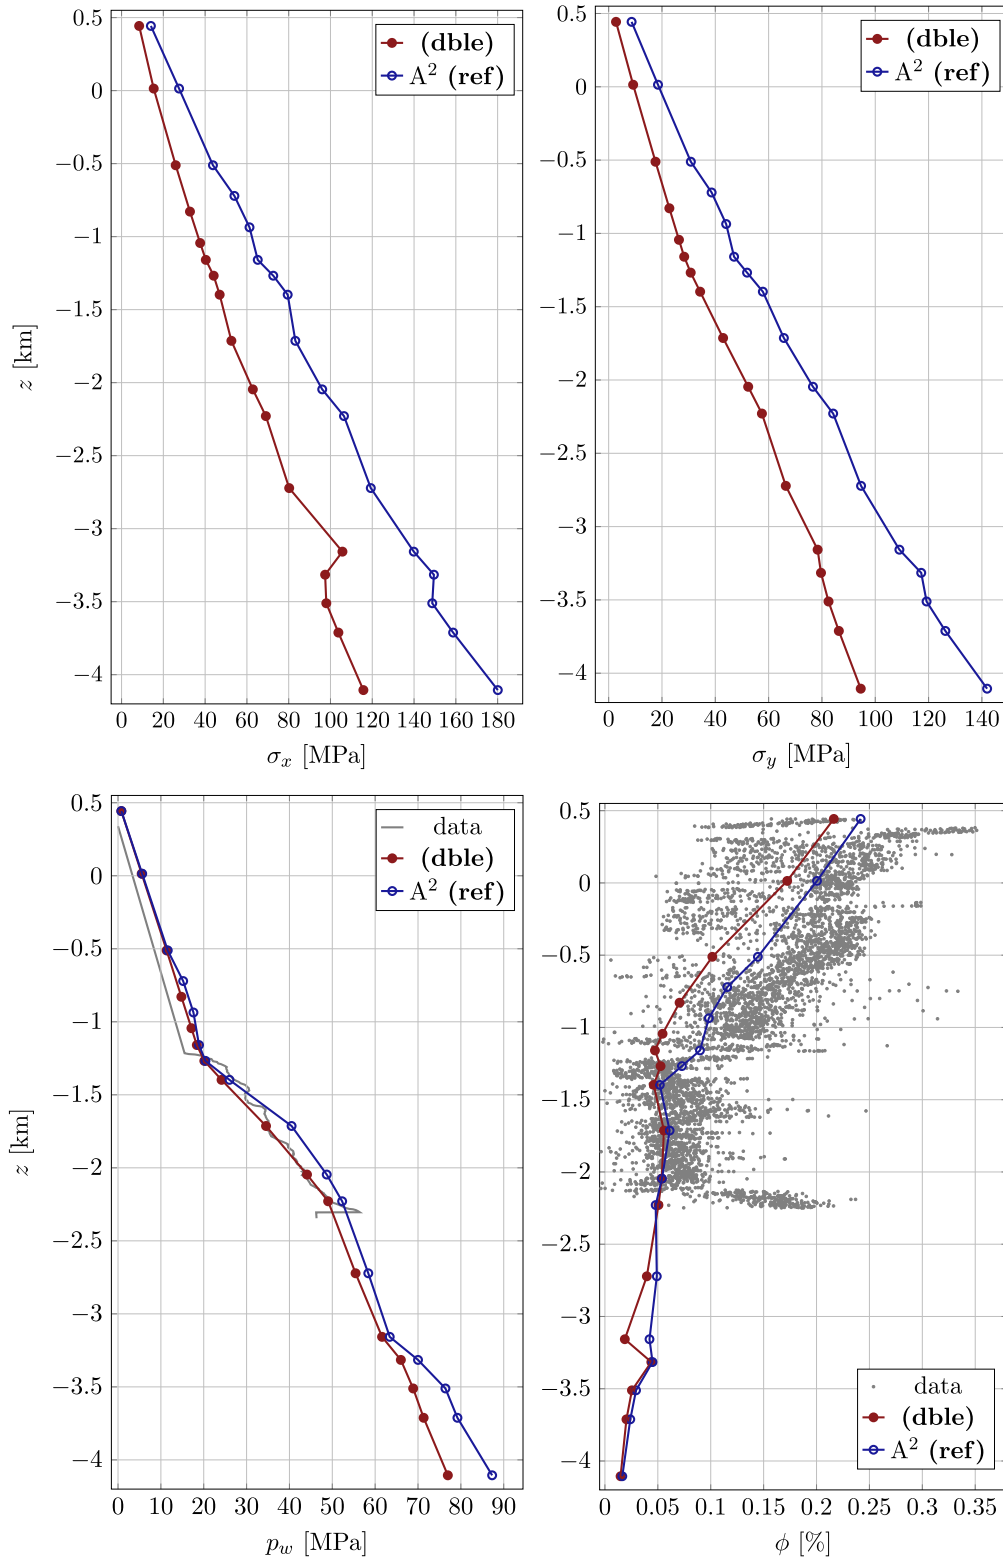 0.5
0
−0.5
−1
−1.5
−2
−2.5
−3
−3.5
−4
z [km]
0 20 40 60 80 100 120 140 160 180
σx [MPa]
(dble)
A² (ref)
0.5
0
−0.5
−1
−1.5
−2
−2.5
−3
−3.5
−4
0 20 40 60 80 100 120 140
σy [MPa]
(dble)
A² (ref)
0.5
0
−0.5
−1
−1.5
−2
−2.5
−3
−3.5
−4
z [km]
0 10 20 30 40 50 60 70 80 90
pw [MPa]
data
(dble)
A² (ref)
0.5
0
−0.5
−1
−1.5
−2
−2.5
−3
−3.5
−4
0 0.05 0.1 0.15 0.2 0.25 0.3 0.35
ϕ [%]
data
(dble)
A² (ref)